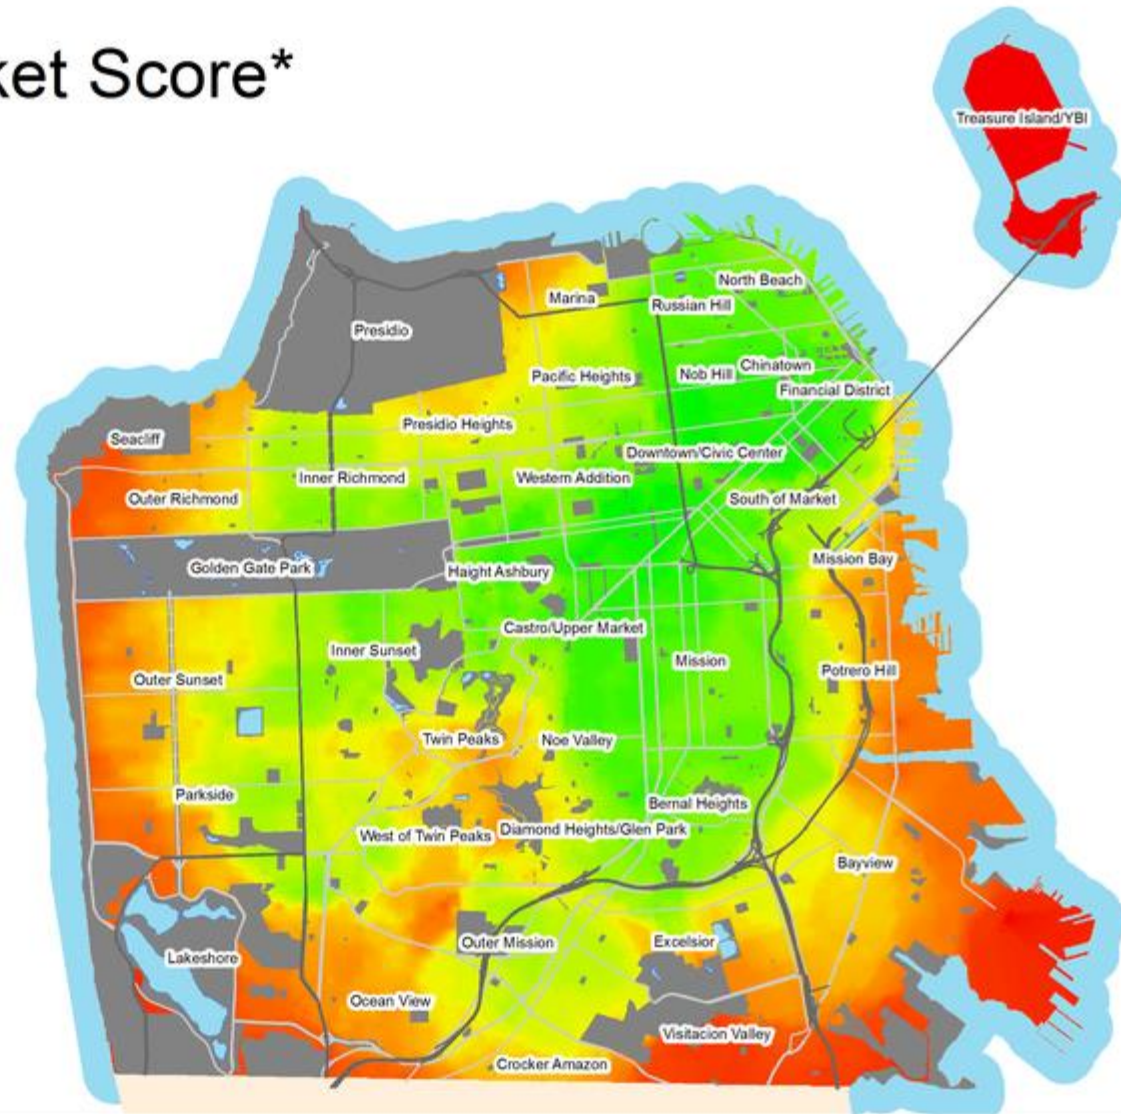 ket Score*
Treasure Island/YBI
North Beach
Marina
Russian Hill
Presidio
Chinatown
Pacific Heights
Nob Hill
Financial District
Presidio Heights
Seacliff
Downtown/Civic Center
Inner Richmond
Western Addition
Outer Richmond
South of Market
Mission Bay
Golden Gate Park
Haight Ashbury
Castro/Upper Market
Inner Sunset
Mission
Potrero Hill
Outer Sunset
Twin Peaks
Noe Valley
Parkside
Bernal Heights
West of Twin Peaks
Diamond Heights/Glen Park
Bayview
Outer Mission
Excelsior
Lakeshore
Ocean View
Visitacion Valley
Crocker Amazon